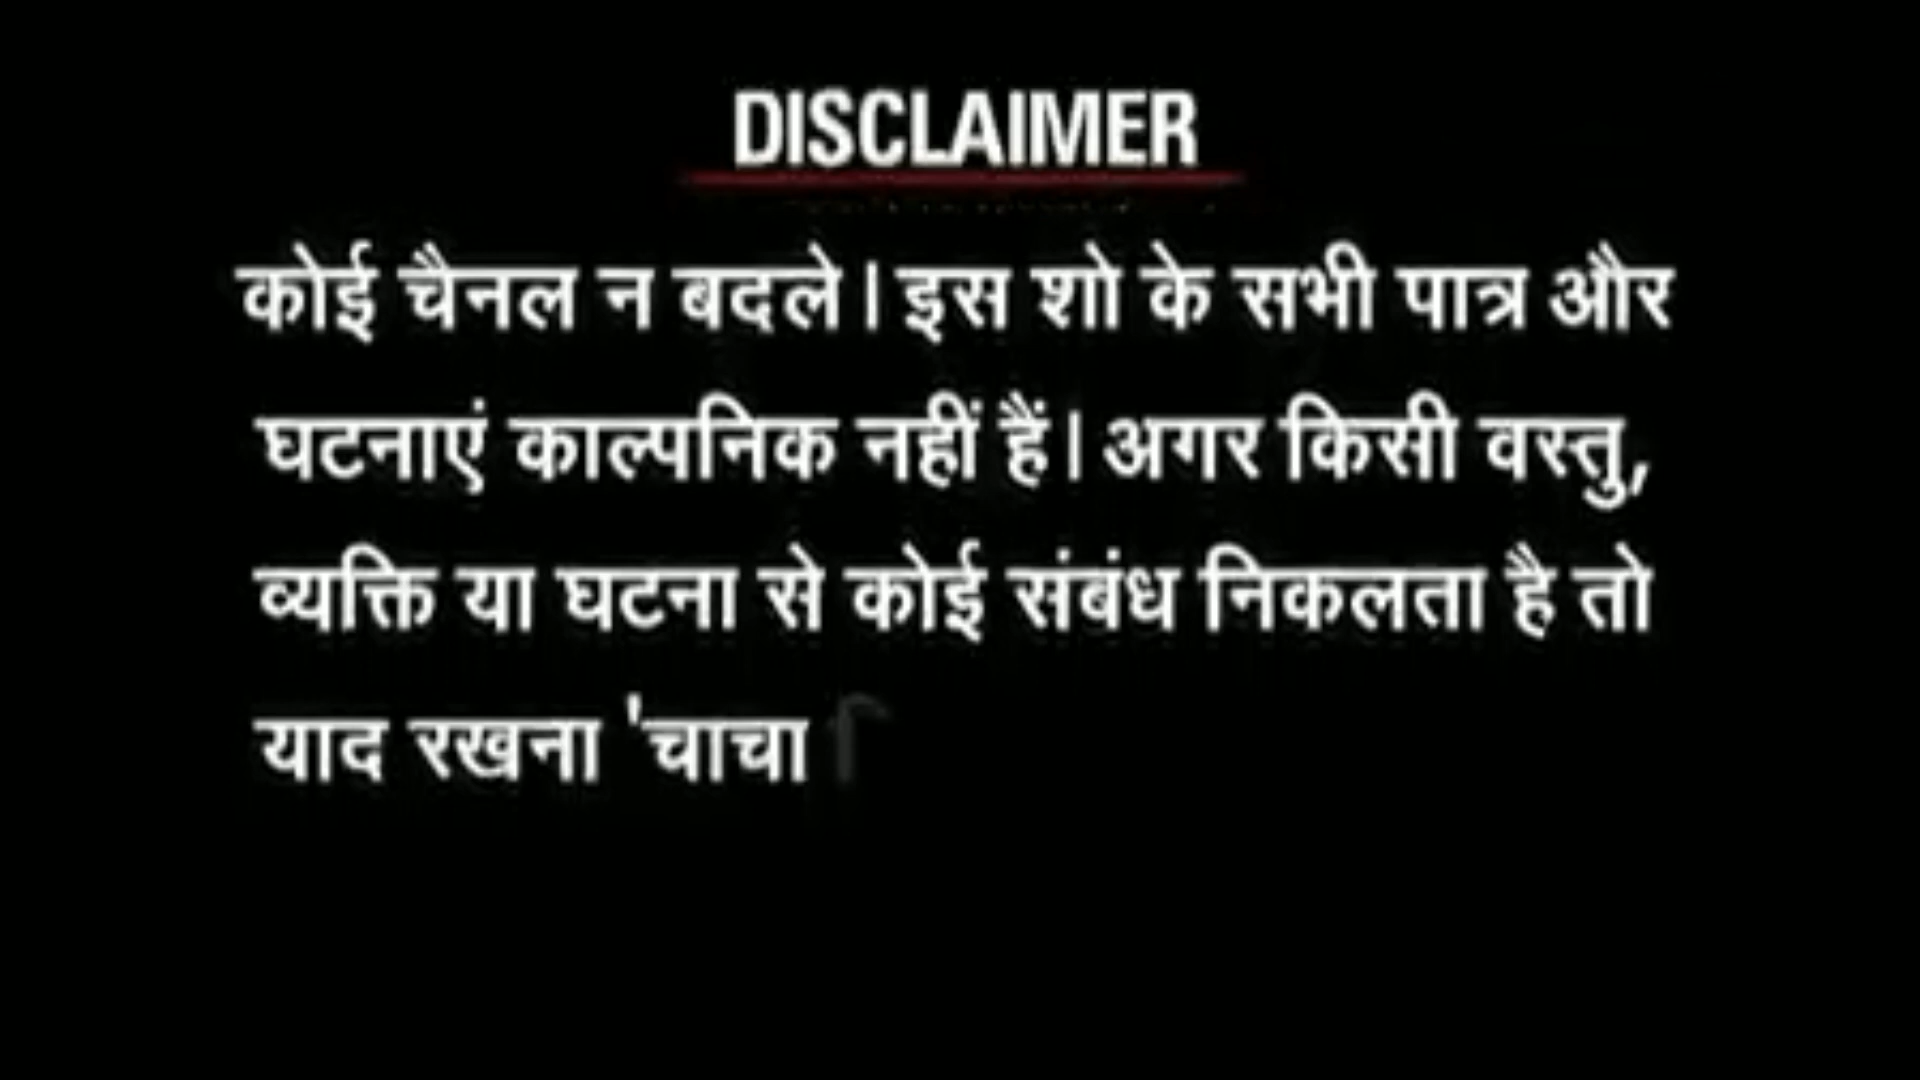 DISCLAIMER
कोई चैनल न बदले। इस शो के सभी पात्र और
घटनाएं काल्पनिक नहीं हैं। अगर किसी वस्तु,
व्यक्ति या घटना से कोई संबंध निकलता है तो
याद रखना 'चाचा